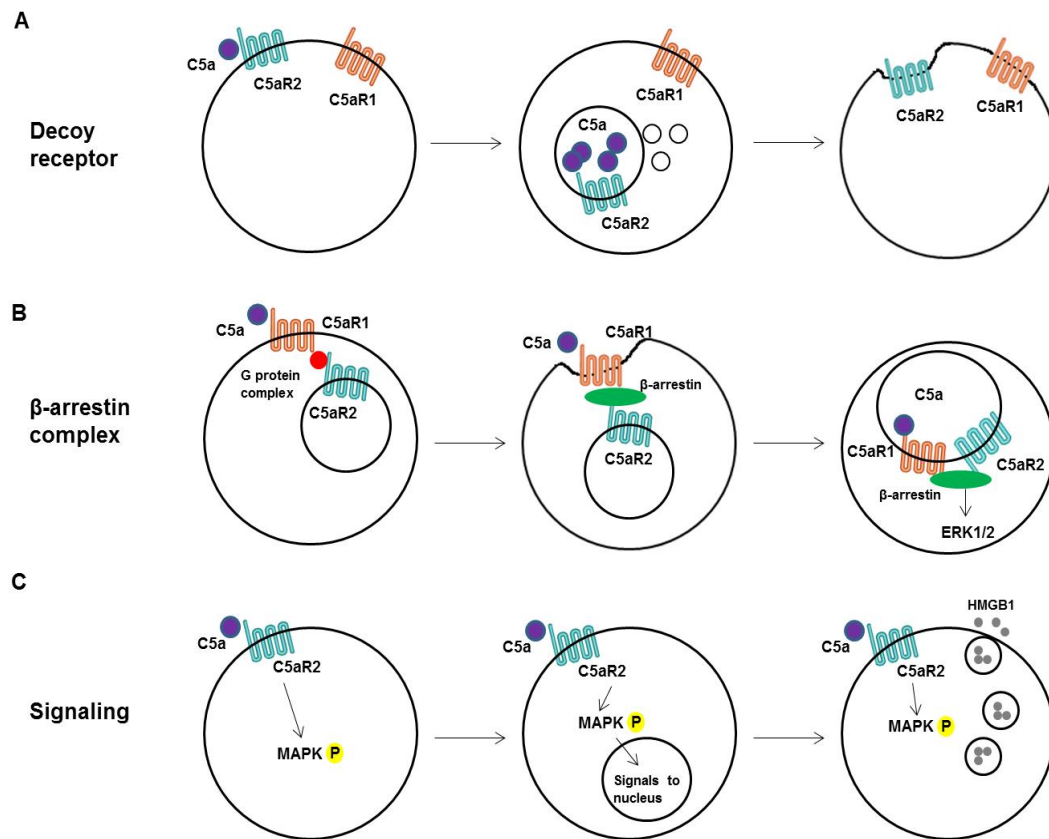 A
Decoy
receptor
C5a
C5aR2
C5aR1
C5a
C5aR2
C5aR1
C5aR2
C5aR1
B
β-arrestin
complex
C5a
C5aR1
G protein
complex
C5aR2
C5a
C5aR1
β-arrestin
C5aR2
C5a
C5aR1
C5aR2
β-arrestin
ERK1/2
C
Signaling
C5a
C5aR2
MAPK P
C5a
C5aR2
MAPK P
Signals to
nucleus
HMGB1
C5a
C5aR2
MAPK P